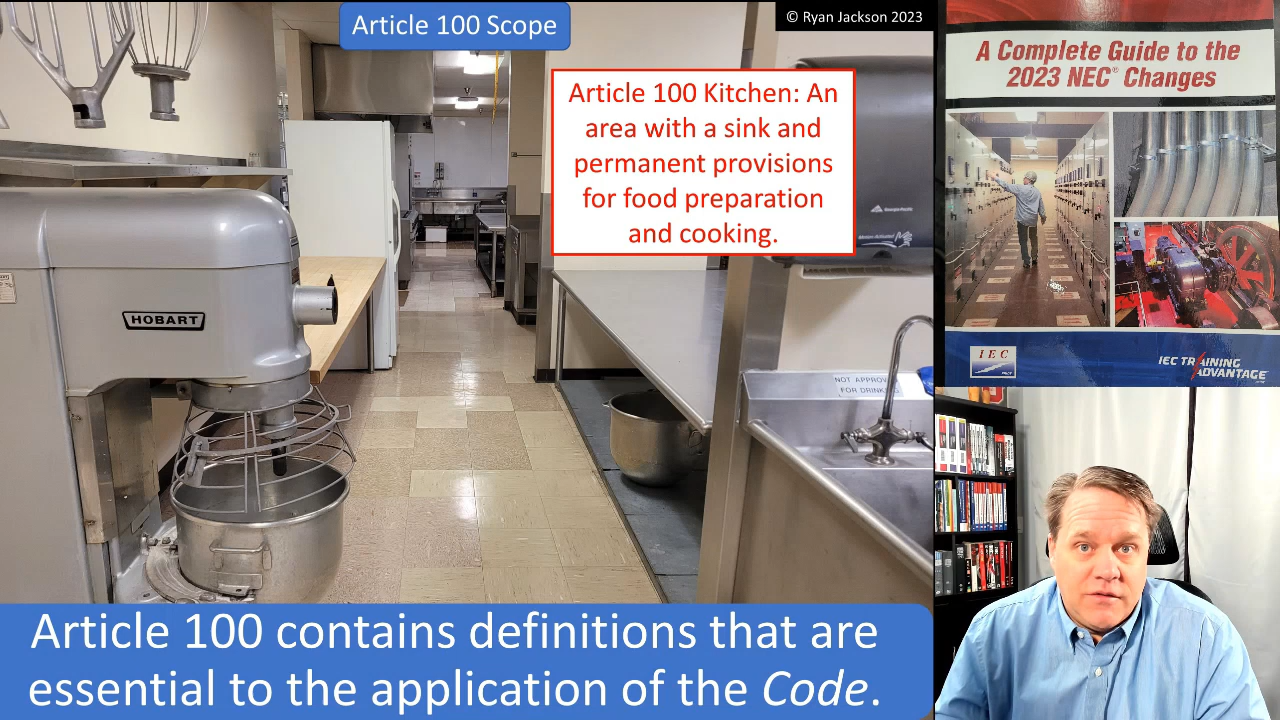 Article 100 Scope
© Ryan Jackson 2023
Article 100 Kitchen: An
area with a sink and
permanent provisions
for food preparation
and cooking.
HOBART
NOT APPROV
FOR DRINK
Article 100 contains definitions that are
essential to the application of the Code.
A Complete Guide to the
2023 NEC® Changes
IEC
IEC TRAINING
ADVANTAGE